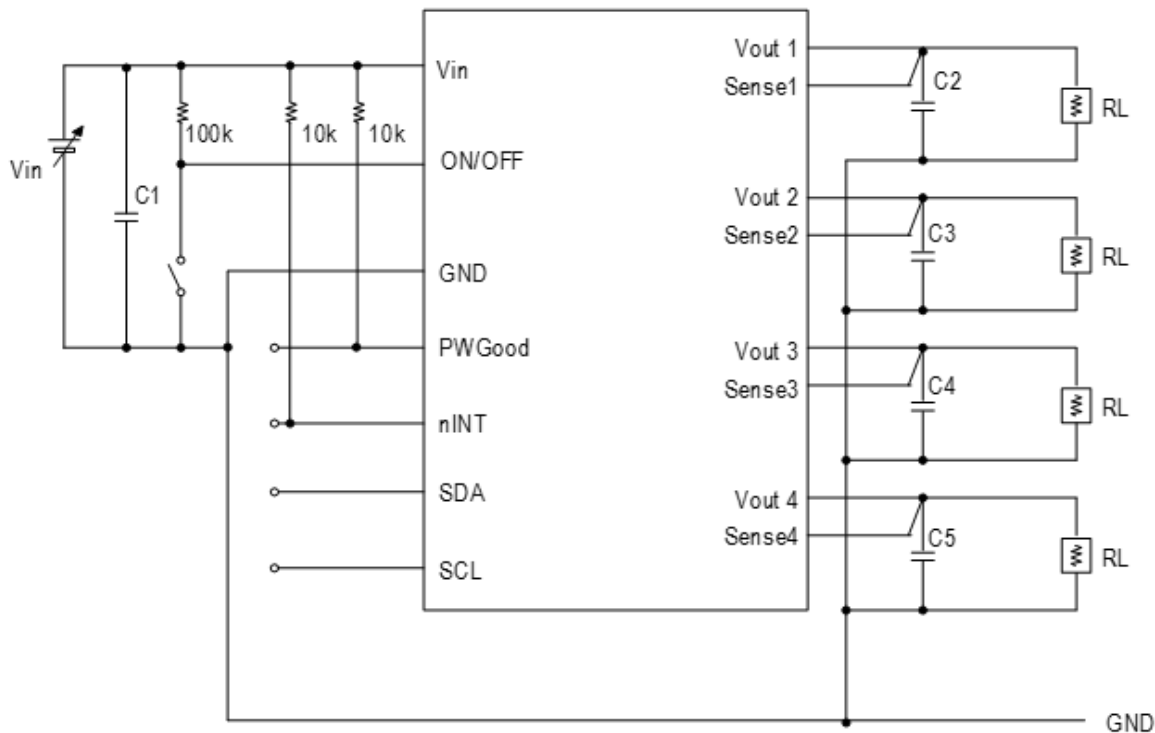 Vin
C1
100k
10k
10k
Vin
ON/OFF
GND
PWGood
nINT
SDA
SCL
Vout 1
Sense1
Vout 2
Sense2
Vout 3
Sense3
Vout 4
Sense4
C2
RL
C3
RL
C4
RL
C5
RL
GND